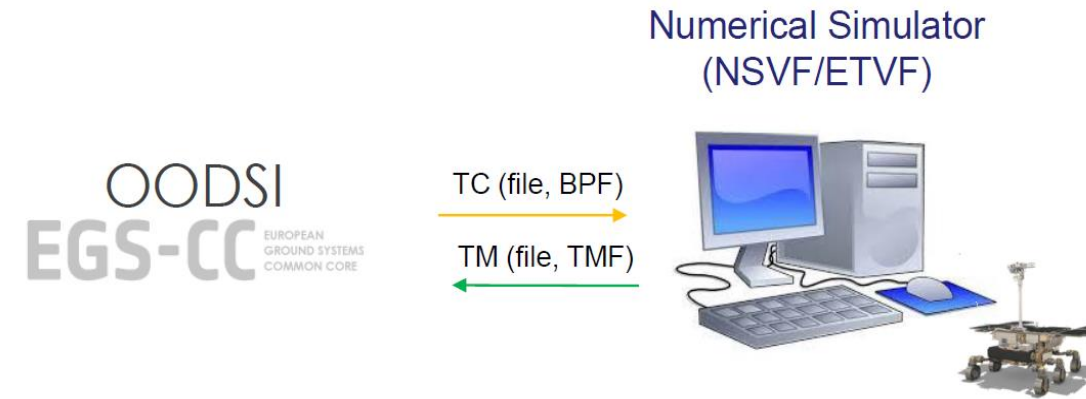 Numerical Simulator
(NSVF/ETVF)
OODSI
EGS-CC
EUROPEAN
GROUND SYSTEMS
COMMON CORE
TC (file, BPF)
TM (file, TMF)